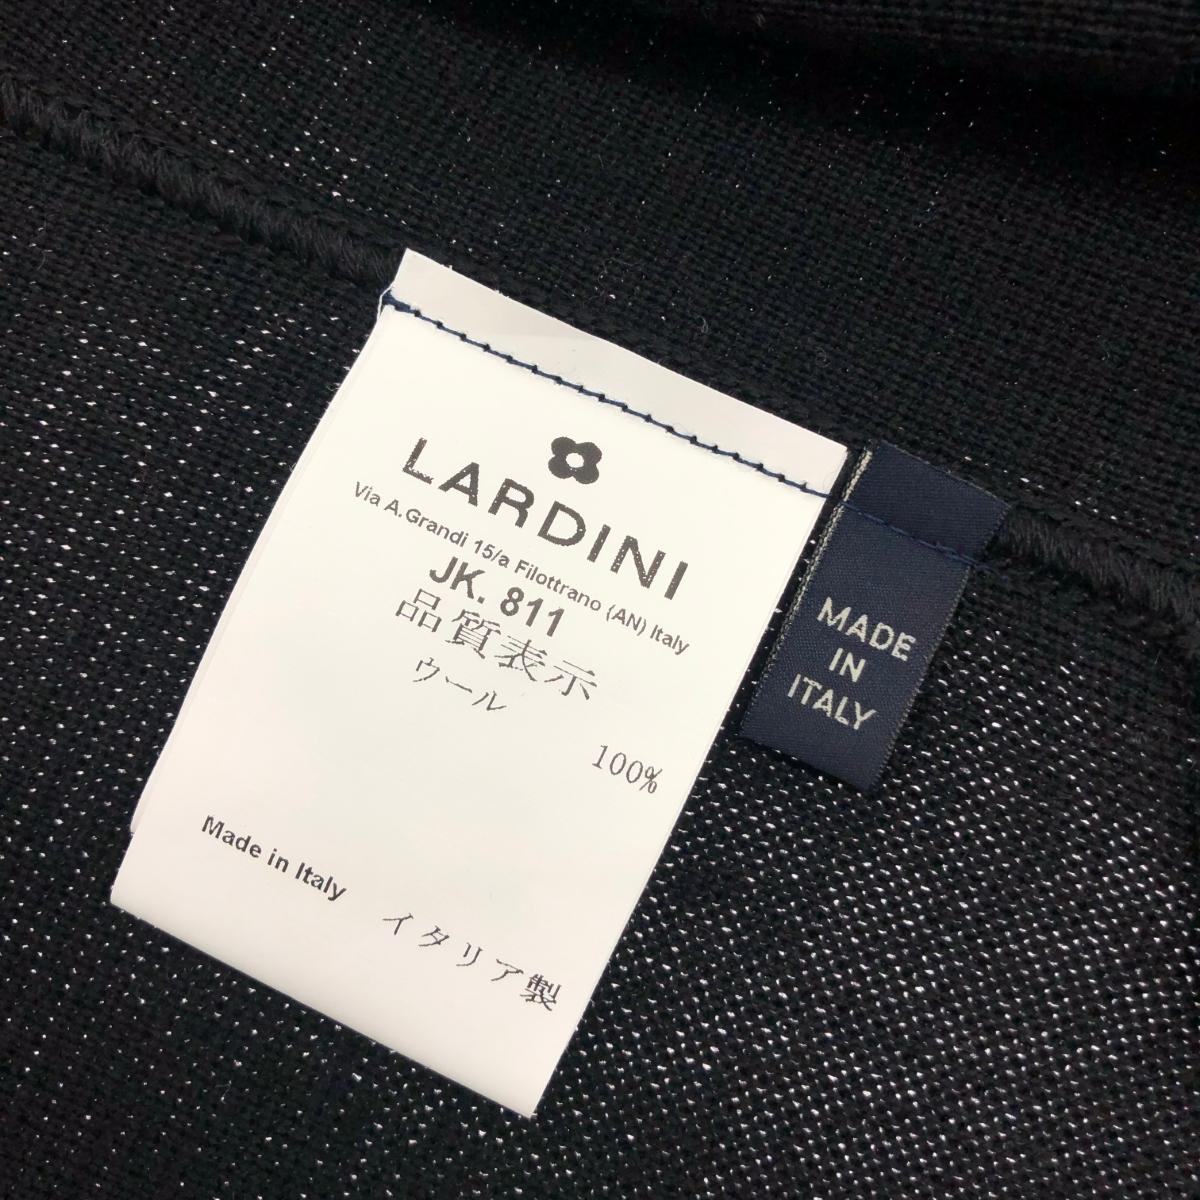 LARDINI
Via A.Grandi 15/a Filottrano (AN) Italy
JK. 811
品質表示
ウール
100%
Made in Italy イタリア製
MADE
IN
ITALY